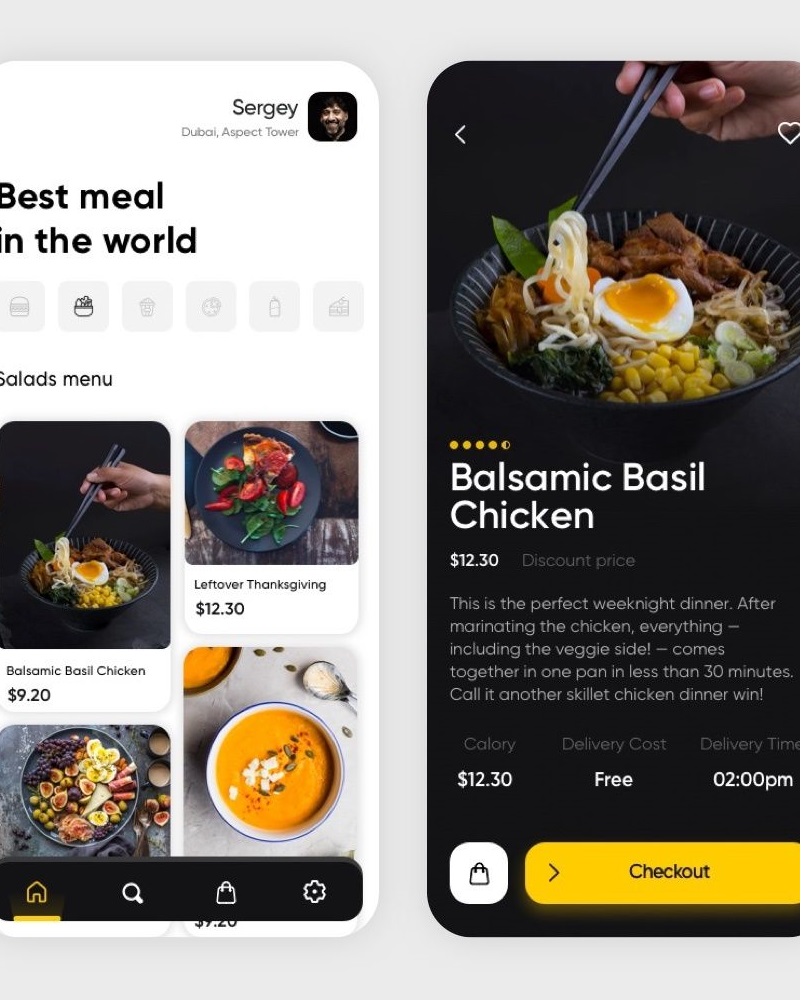 Sergey
Dubai, Aspect Tower
Best meal
in the world
Salads menu
Balsamic Basil Chicken
$9.20
Leftover Thanksgiving
$12.30
$9.20
Balsamic Basil
Chicken
$12.30 Discount price
This is the perfect weeknight dinner. After
marinating the chicken, everything —
including the veggie side! — comes
together in one pan in less than 30 minutes.
Call it another skillet chicken dinner win!
Calory Delivery Cost Delivery Time
$12.30 Free 02:00pm
Checkout